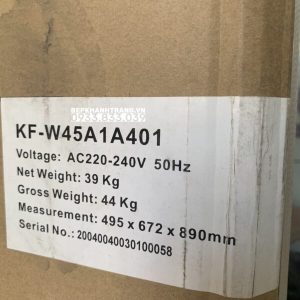 BEPKHANHTRANG.VN
0933.833.039
KF-W45A1A401
Voltage: AC220-240V 50Hz
Net Weight: 39 Kg
Gross Weight: 44 Kg
Measurement: 495 x 672 x 890mm
Serial No.: 20040040030100058